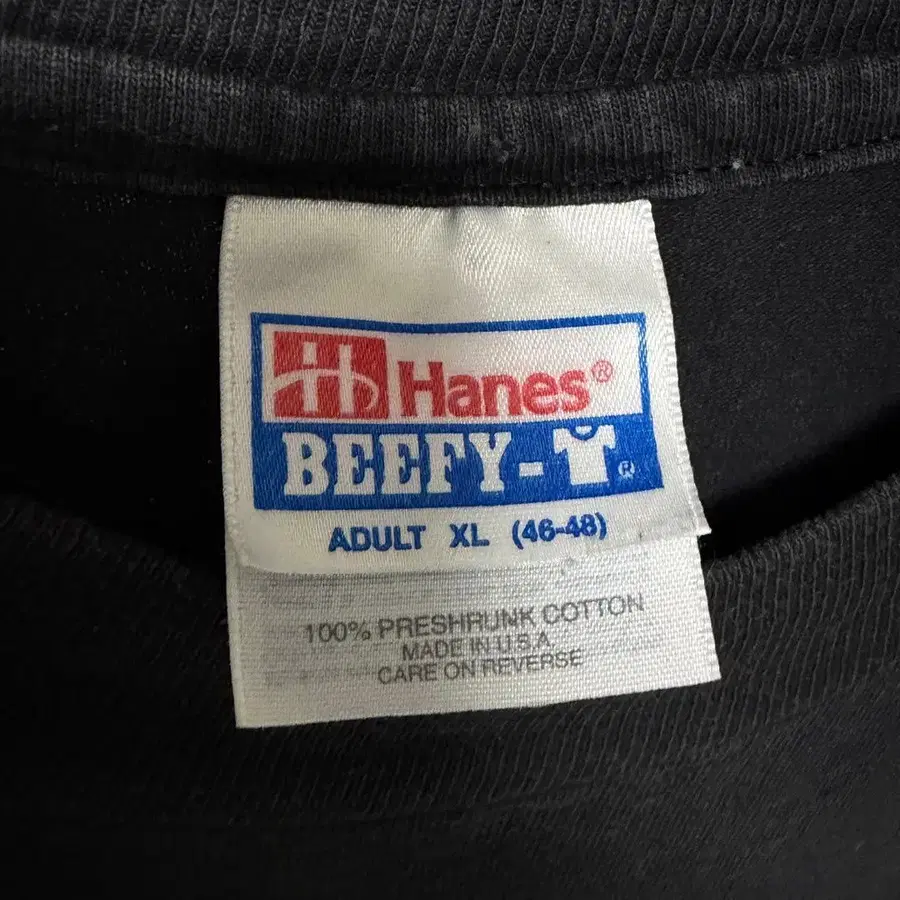 Hanes®
BEEFY-T®
ADULT XL (46-48)
100% PRESHRUNK COTTON
MADE IN U.S.A.
CARE ON REVERSE